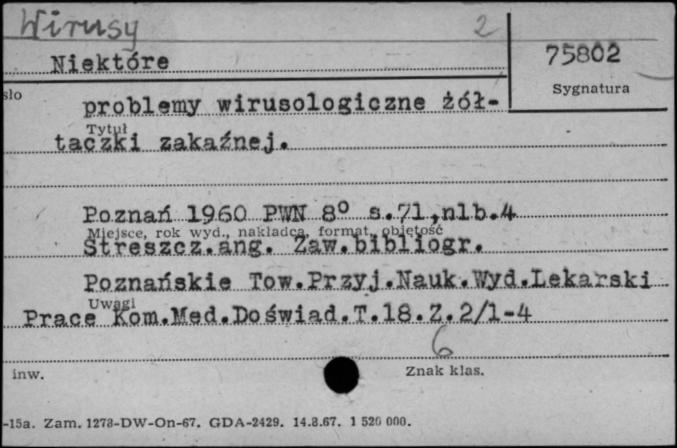 Wirusy 2
Niektóre
75802
Sygnatura
sło
problemy wirusologiczne żół-
Tytuł
taczki zakaźnej.
Poznań 1960 PWN 8° s.71,nlb.4
Miejsce, rok wyd., nakładca, format, objętość
Streszcz.ang. Zaw.bibliogr.
Poznańskie Tow.Przyj.Nauk.Wyd.Lekarski
Uwagi
Prace Kom.Med.Doświad.T.18.Z.2/1-4
6
inw.
Znak klas.
-15a. Zam. 1278-DW-On-67. GDA-2429. 14.8.67. 1 520 000.